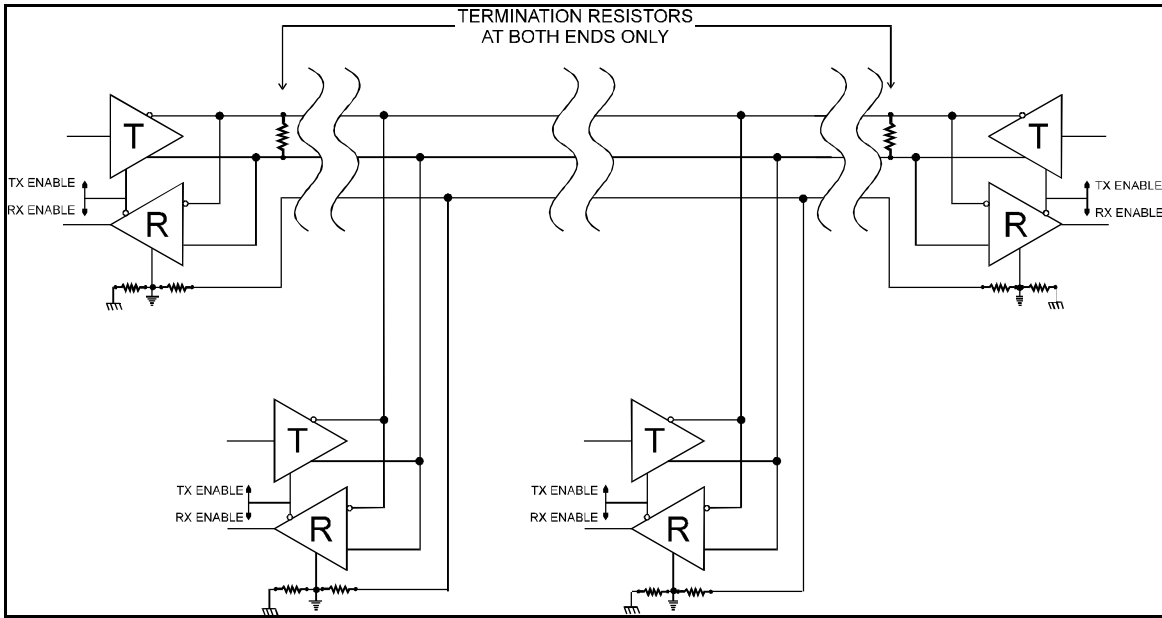 TERMINATION RESISTORS
AT BOTH ENDS ONLY
T
T
TX ENABLE
RX ENABLE
R
R
TX ENABLE
RX ENABLE
T
T
TX ENABLE
RX ENABLE
R
TX ENABLE
RX ENABLE
R